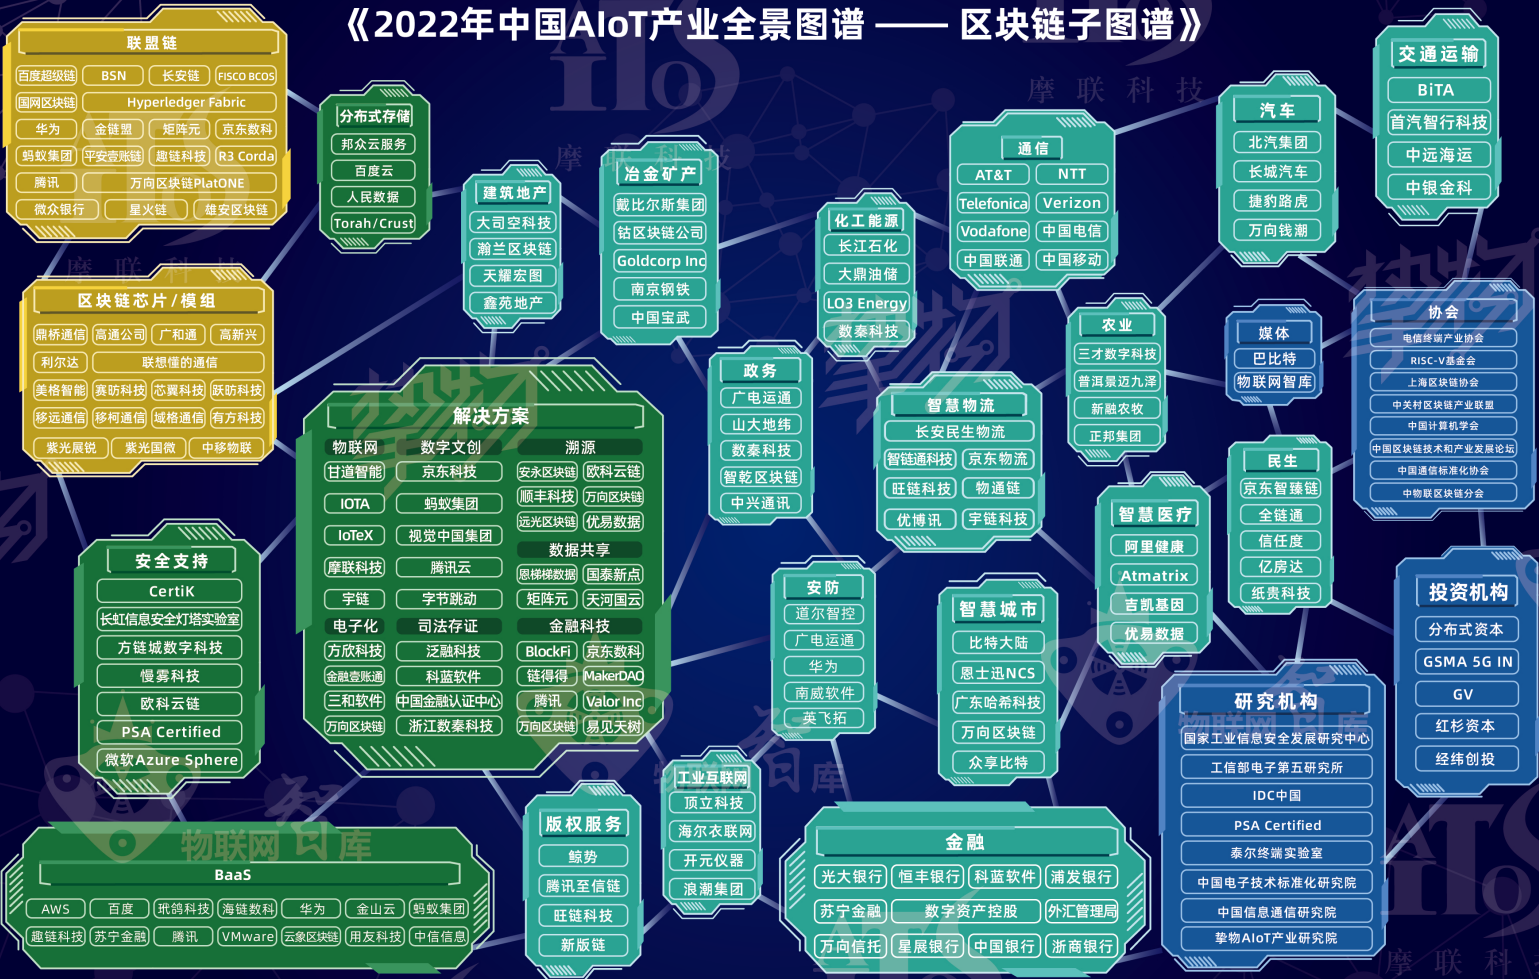 《2022年中国AIoT产业全景图谱 —— 区块链子图谱》
联盟链
百度超级链 BSN 长安链 FISCO BCOS
国网区块链 Hyperledger Fabric
华为 金链盟 矩阵元 京东数科
蚂蚁集团 平安壹账链 趣链科技 R3 Corda
腾讯 万向区块链PlatONE
微众银行 星火链 雄安区块链
分布式存储
邦众云服务
百度云
人民数据
Torah/Crust
区块链芯片/模组
鼎桥通信 高通公司 广和通 高新兴
利尔达 联想懂的通信
美格智能 赛昉科技 芯翼科技 跃昉科技
移远通信 移柯通信 域格通信 有方科技
紫光展锐 紫光国微 中移物联
建筑地产
大司空科技
瀚兰区块链
天耀宏图
鑫苑地产
冶金矿产
戴比尔斯集团
钴区块链公司
Goldcorp Inc
南京钢铁
中国宝武
化工能源
长江石化
大鼎油储
LO3 Energy
数秦科技
通信
AT&T NTT
Telefonica Verizon
Vodafone 中国电信
中国联通 中国移动
汽车
北汽集团
长城汽车
捷豹路虎
万向钱潮
交通运输
BiTA
首汽智行科技
中远海运
中银金科
农业
三才数字科技
普洱景迈九泽
新融农牧
正邦集团
媒体
巴比特
物联网智库
协会
电信终端产业协会
RISC-V基金会
上海区块链协会
中关村区块链产业联盟
中国计算机学会
中国区块链技术和产业发展论坛
中国通信标准化协会
中物联区块链分会
政务
广电运通
山大地纬
数秦科技
智乾区块链
中兴通讯
智慧物流
长安民生物流
智链通科技 京东物流
旺链科技 物通链
优博讯 宇链科技
解决方案
物联网 数字文创 溯源
甘道智能 京东科技 安永区块链 欧科云链
IOTA 蚂蚁集团 顺丰科技 万向区块链
IoTeX 视觉中国集团 远光区块链 优易数据
数据共享
摩联科技 腾讯云 恩梯梯数据 国泰新点
宇链 字节跳动 矩阵元 天河国云
电子化 司法存证 金融科技
方欣科技 泛融科技 BlockFi 京东数科
金融壹账通 科蓝软件 链得得 MakerDAO
三和软件 中国金融认证中心 腾讯 Valor Inc
万向区块链 浙江数秦科技 万向区块链 易见天树
安全支持
CertiK
长虹信息安全灯塔实验室
方链城数字科技
慢雾科技
欧科云链
PSA Certified
微软Azure Sphere
智慧医疗
阿里健康
Atmatrix
吉凯基因
优易数据
民生
京东智臻链
全链通
信任度
亿房达
纸贵科技
投资机构
分布式资本
GSMA 5G IN
GV
红杉资本
经纬创投
安防
道尔智控
广电运通
华为
南威软件
英飞拓
智慧城市
比特大陆
恩士迅NCS
广东哈希科技
万向区块链
众享比特
研究机构
国家工业信息安全发展研究中心
工信部电子第五研究所
IDC中国
PSA Certified
泰尔终端实验室
中国电子技术标准化研究院
中国信息通信研究院
挚物AIoT产业研究院
工业互联网
顶立科技
海尔衣联网
开元仪器
浪潮集团
版权服务
鲸势
腾讯至信链
旺链科技
新版链
BaaS
AWS 百度 玳鸽科技 海链数科 华为 金山云 蚂蚁集团
趣链科技 苏宁金融 腾讯 VMware 云象区块链 用友科技 中信信息
金融
光大银行 恒丰银行 科蓝软件 浦发银行
苏宁金融 数字资产控股 外汇管理局
万向信托 星展银行 中国银行 浙商银行
摩联科技
挚物
物联网智库